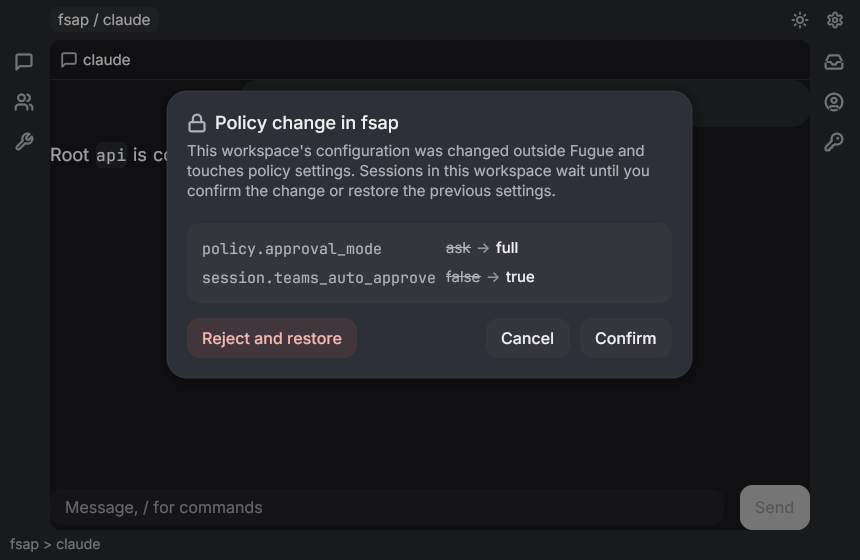 fsap / claude
claude
Policy change in fsap
This workspace's configuration was changed outside Fugue and
touches policy settings. Sessions in this workspace wait until you
confirm the change or restore the previous settings.
Root api is co
policy.approval_mode ask → full
session.teams_auto_approve false → true
Reject and restore Cancel Confirm
Message, / for commands Send
fsap > claude